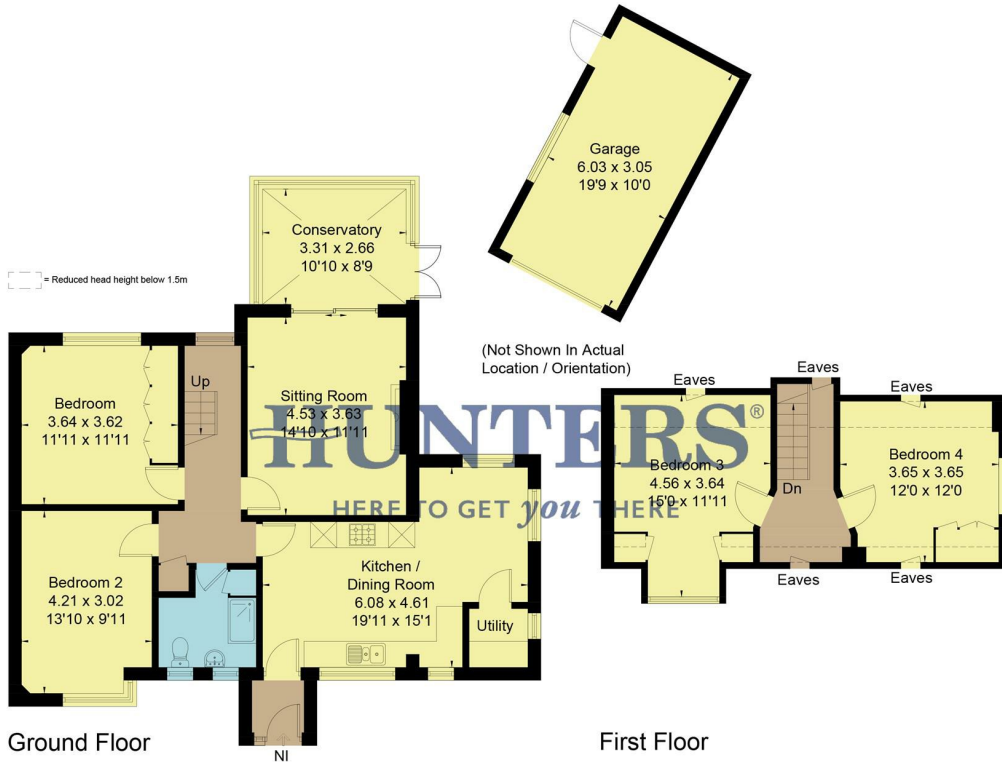 Garage
6.03 x 3.05
19'9 x 10'0
Conservatory
3.31 x 2.66
10'10 x 8'9
= Reduced head height below 1.5m
(Not Shown In Actual
Location / Orientation)
Up
Bedroom
3.64 x 3.62
11'11 x 11'11
Sitting Room
4.53 x 3.63
14'10 x 11'11
Eaves
Eaves
Eaves
HUNTERS®
HERE TO GET you THERE
Bedroom 3
4.56 x 3.64
15'0 x 11'11
Dn
Bedroom 4
3.65 x 3.65
12'0 x 12'0
Eaves
Eaves
Bedroom 2
4.21 x 3.02
13'10 x 9'11
Kitchen /
Dining Room
6.08 x 4.61
19'11 x 15'1
Utility
IN
Ground Floor
First Floor